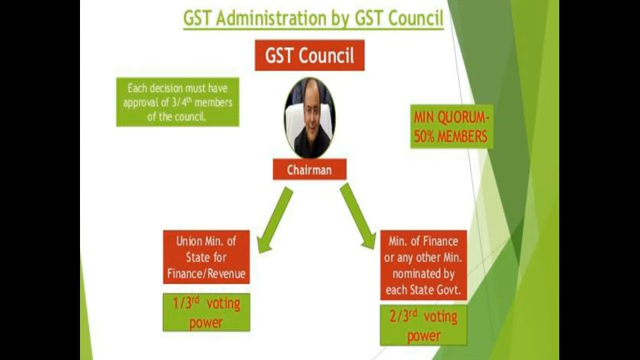 GST Administration by GST Council
GST Council
Each decision must have
approval of 3/4th members
of the council.
MIN QUORUM-
50% MEMBERS
Chairman
Union Min. of
State for
Finance/Revenue
1/3rd voting
power
Min. of Finance
or any other Min.
nominated by
each State Govt.
2/3rd voting
power